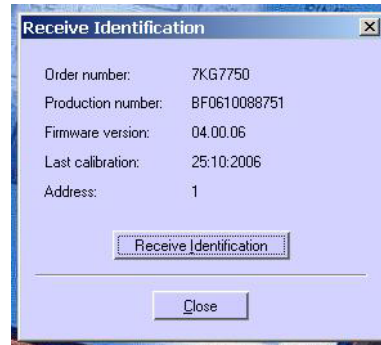 Receive Identification
Order number: 7KG7750
Production number: BF0610088751
Firmware version: 04.00.06
Last calibration: 25:10:2006
Address: 1
Receive Identification
Close